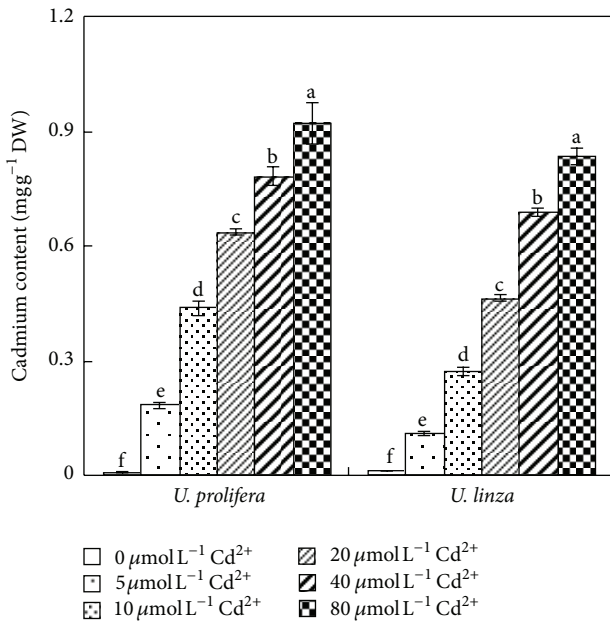 1.2
0.9
0.6
0.3
0
Cadmium content (mgg⁻¹ DW)
f
e
d
c
b
a
f
e
d
c
b
a
U. prolifera
U. linza
0 μmol L⁻¹ Cd²⁺
5 μmol L⁻¹ Cd²⁺
10 μmol L⁻¹ Cd²⁺
20 μmol L⁻¹ Cd²⁺
40 μmol L⁻¹ Cd²⁺
80 μmol L⁻¹ Cd²⁺